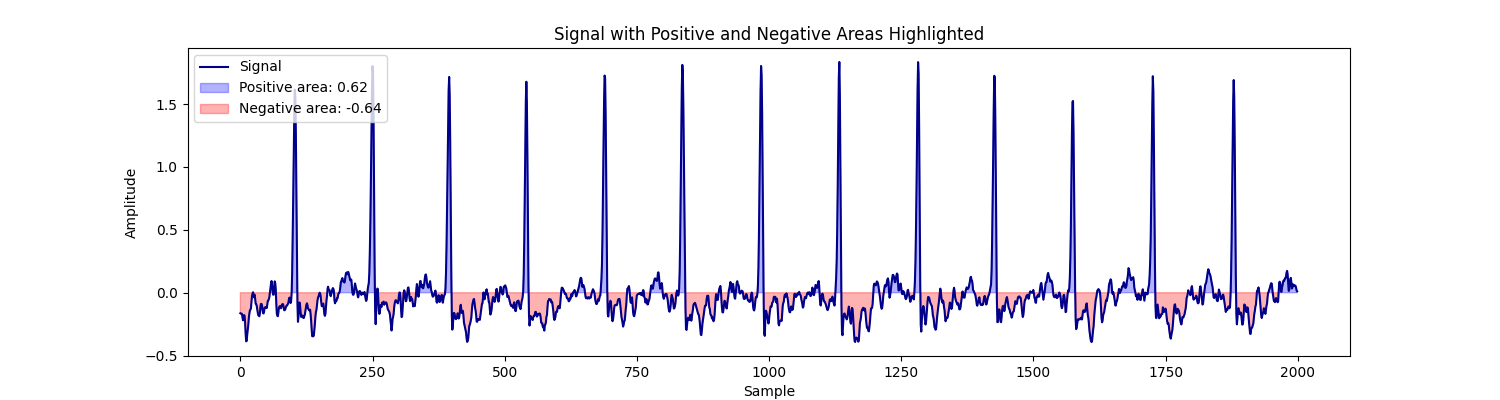 Signal with Positive and Negative Areas Highlighted
Signal
Positive area: 0.62
Negative area: -0.64
Amplitude
1.5
1.0
0.5
0.0
−0.5
0 250 500 750 1000 1250 1500 1750 2000
Sample